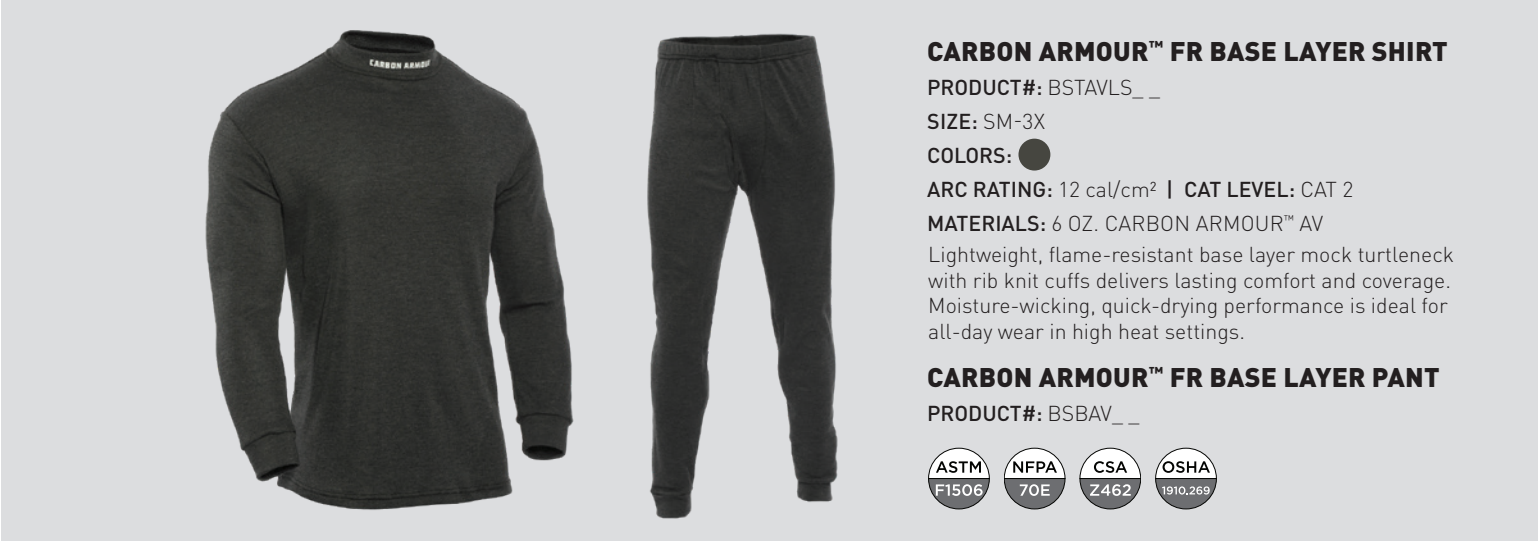 CARBON ARMOUR
CARBON ARMOUR™ FR BASE LAYER SHIRT
PRODUCT#: BSTAVLS_ _
SIZE: SM-3X
COLORS:
ARC RATING: 12 cal/cm² | CAT LEVEL: CAT 2
MATERIALS: 6 OZ. CARBON ARMOUR™ AV
Lightweight, flame-resistant base layer mock turtleneck
with rib knit cuffs delivers lasting comfort and coverage.
Moisture-wicking, quick-drying performance is ideal for
all-day wear in high heat settings.
CARBON ARMOUR™ FR BASE LAYER PANT
PRODUCT#: BSBAV_ _
ASTM
F1506
NFPA
70E
CSA
Z462
OSHA
1910.269